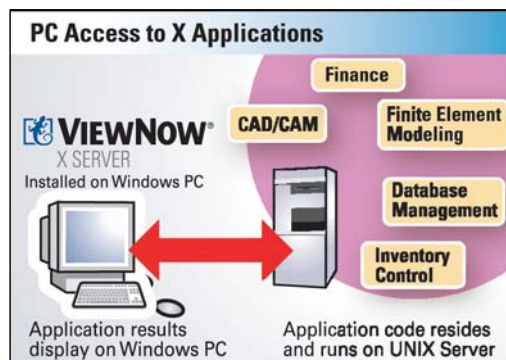 PC Access to X Applications
Finance
CAD/CAM
Finite Element
Modeling
VIEWNOW®
X SERVER
Installed on Windows PC
Database
Management
Inventory
Control
Application results
display on Windows PC
Application code resides
and runs on UNIX Server